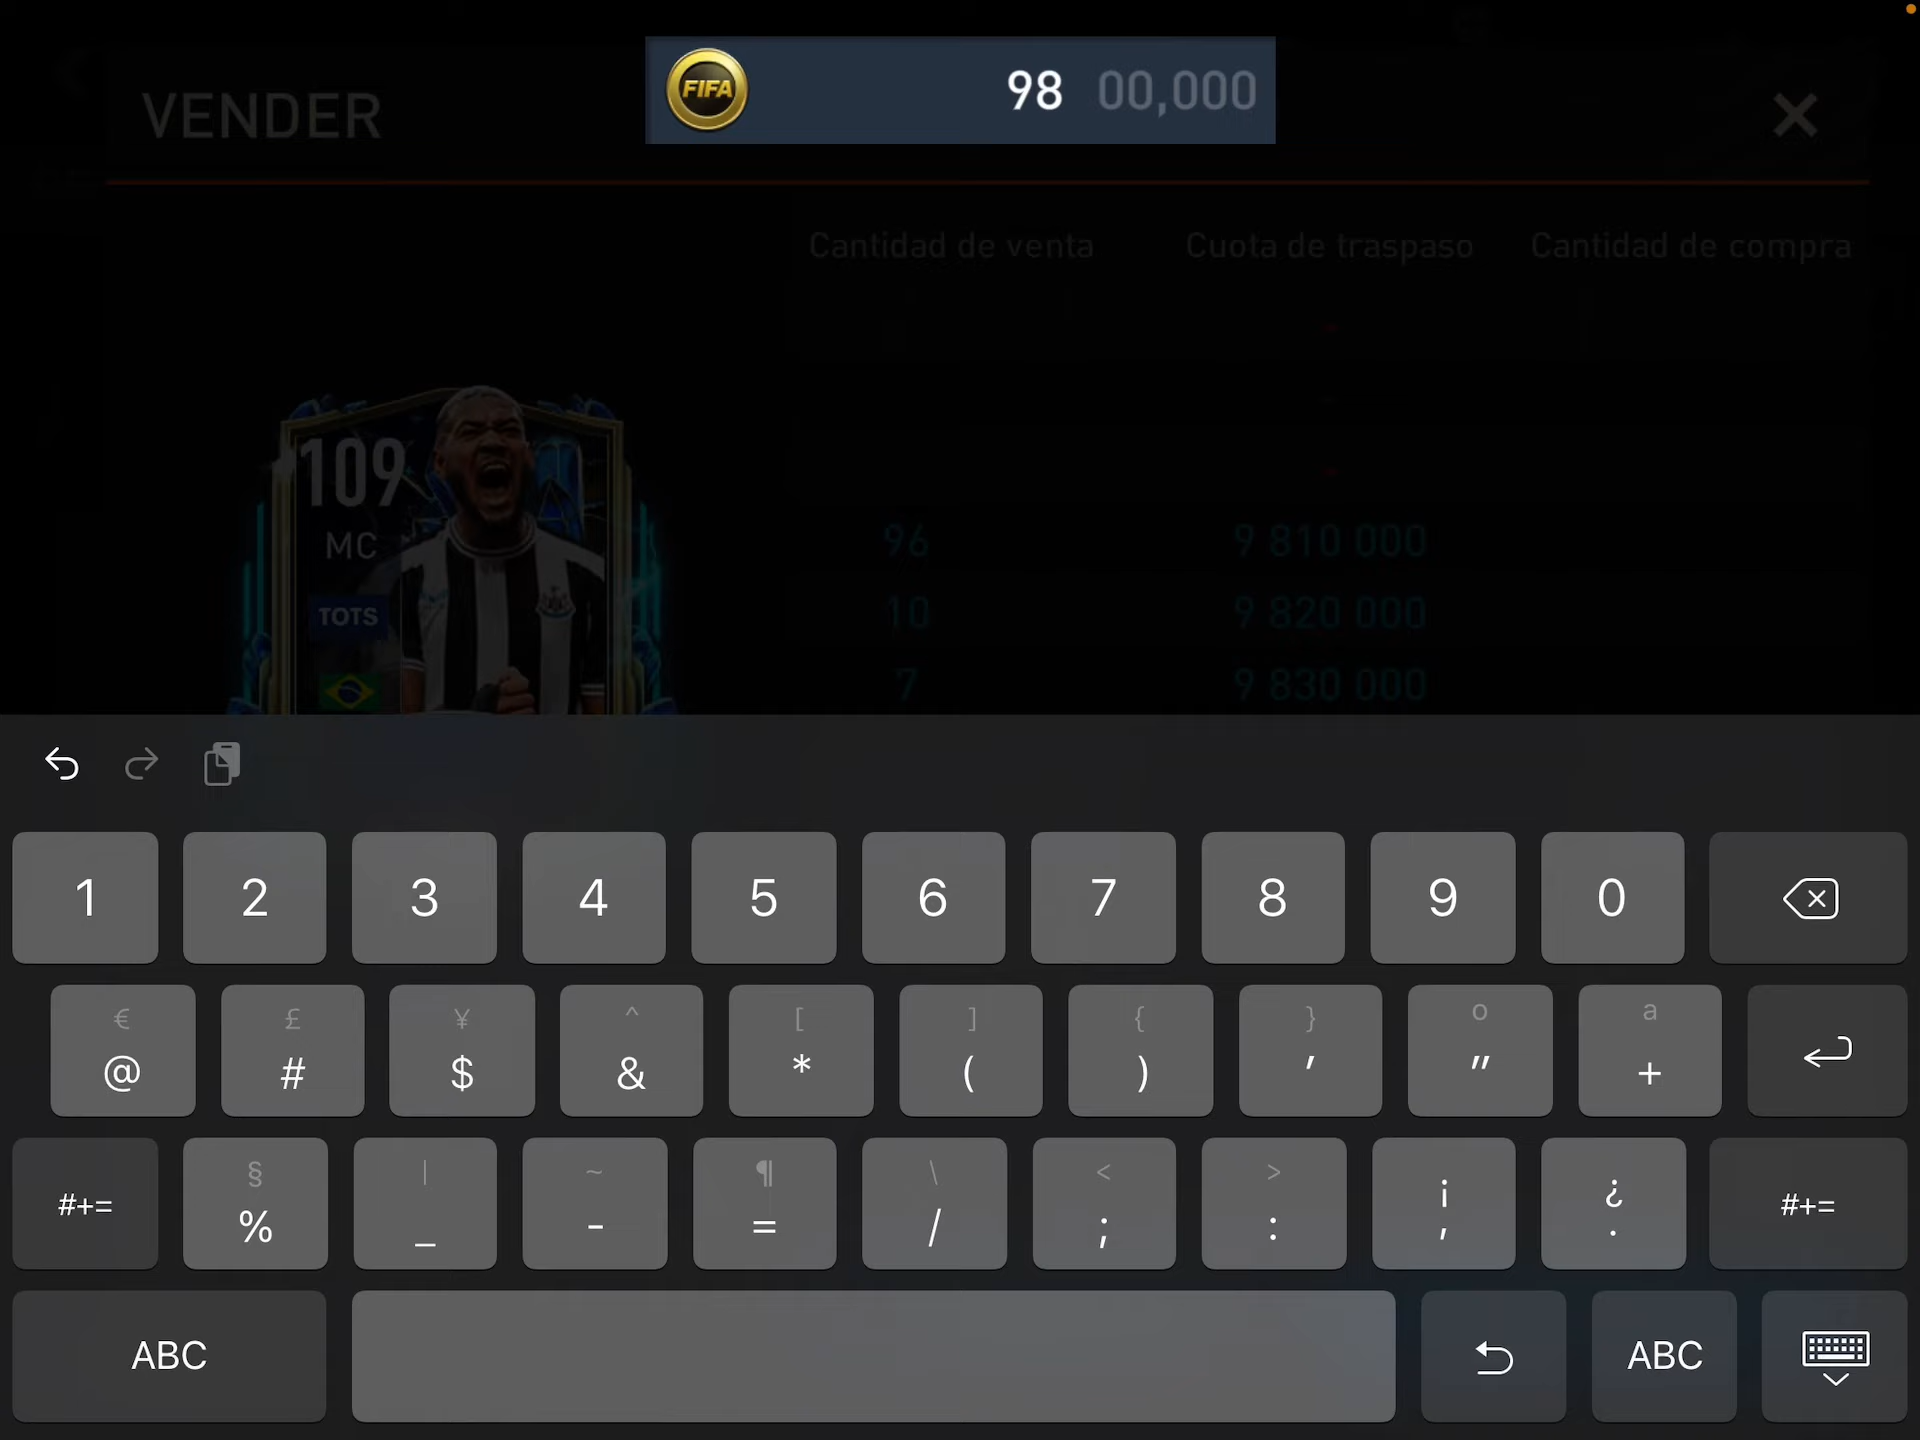 FIFA 98 00,000
VENDER
Cantidad de venta Cuota de traspaso Cantidad de compra
109
MC
TOTS
96 9 810 000
10 9 820 000
7 9 830 000
1 2 3 4 5 6 7 8 9 0
€ £ ¥ ^ [ ] { } º ª
@ # $ & * ( ) ' " +
§ | ~ ¶ \ < > ¡ ¿
#+= % _ - = / ; : , . #+=
ABC ABC